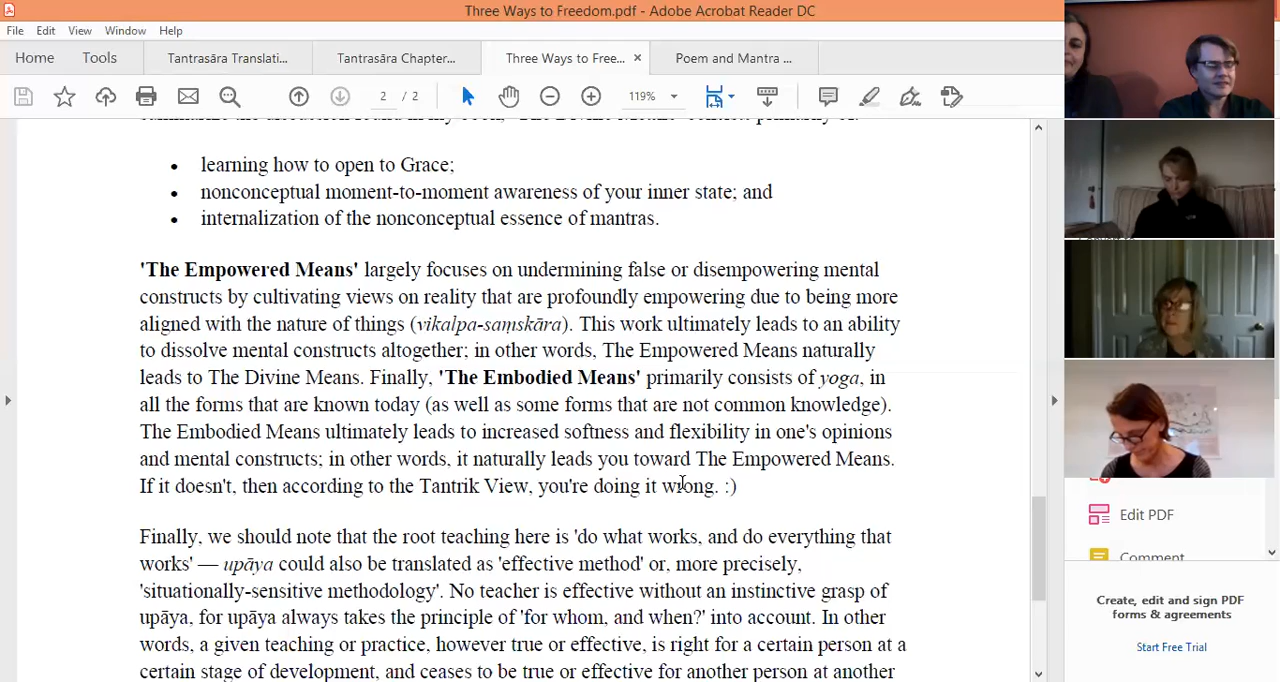 Three Ways to Freedom.pdf - Adobe Acrobat Reader DC
File Edit View Window Help
Home Tools Tantrasāra Translati... Tantrasāra Chapter... Three Ways to Free... × Poem and Mantra ...
2 / 2 119%
learning how to open to Grace;
nonconceptual moment-to-moment awareness of your inner state; and
internalization of the nonconceptual essence of mantras.
'The Empowered Means' largely focuses on undermining false or disempowering mental
constructs by cultivating views on reality that are profoundly empowering due to being more
aligned with the nature of things (vikalpa-saṃskāra). This work ultimately leads to an ability
to dissolve mental constructs altogether; in other words, The Empowered Means naturally
leads to The Divine Means. Finally, 'The Embodied Means' primarily consists of yoga, in
all the forms that are known today (as well as some forms that are not common knowledge).
The Embodied Means ultimately leads to increased softness and flexibility in one's opinions
and mental constructs; in other words, it naturally leads you toward The Empowered Means.
If it doesn't, then according to the Tantrik View, you're doing it wrong. :)
Finally, we should note that the root teaching here is 'do what works, and do everything that
works' — upāya could also be translated as 'effective method' or, more precisely,
'situationally-sensitive methodology'. No teacher is effective without an instinctive grasp of
upāya, for upāya always takes the principle of 'for whom, and when?' into account. In other
words, a given teaching or practice, however true or effective, is right for a certain person at a
certain stage of development, and ceases to be true or effective for another person at another
Edit PDF
Comment
Create, edit and sign PDF
forms & agreements
Start Free Trial